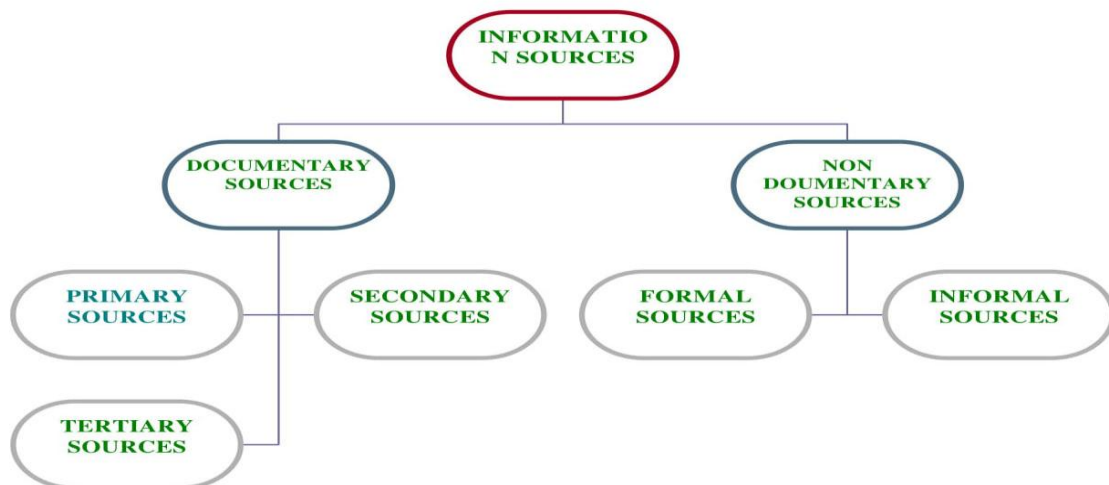 INFORMATIO
N SOURCES
DOCUMENTARY
SOURCES
NON
DOUMENTARY
SOURCES
PRIMARY
SOURCES
SECONDARY
SOURCES
FORMAL
SOURCES
INFORMAL
SOURCES
TERTIARY
SOURCES